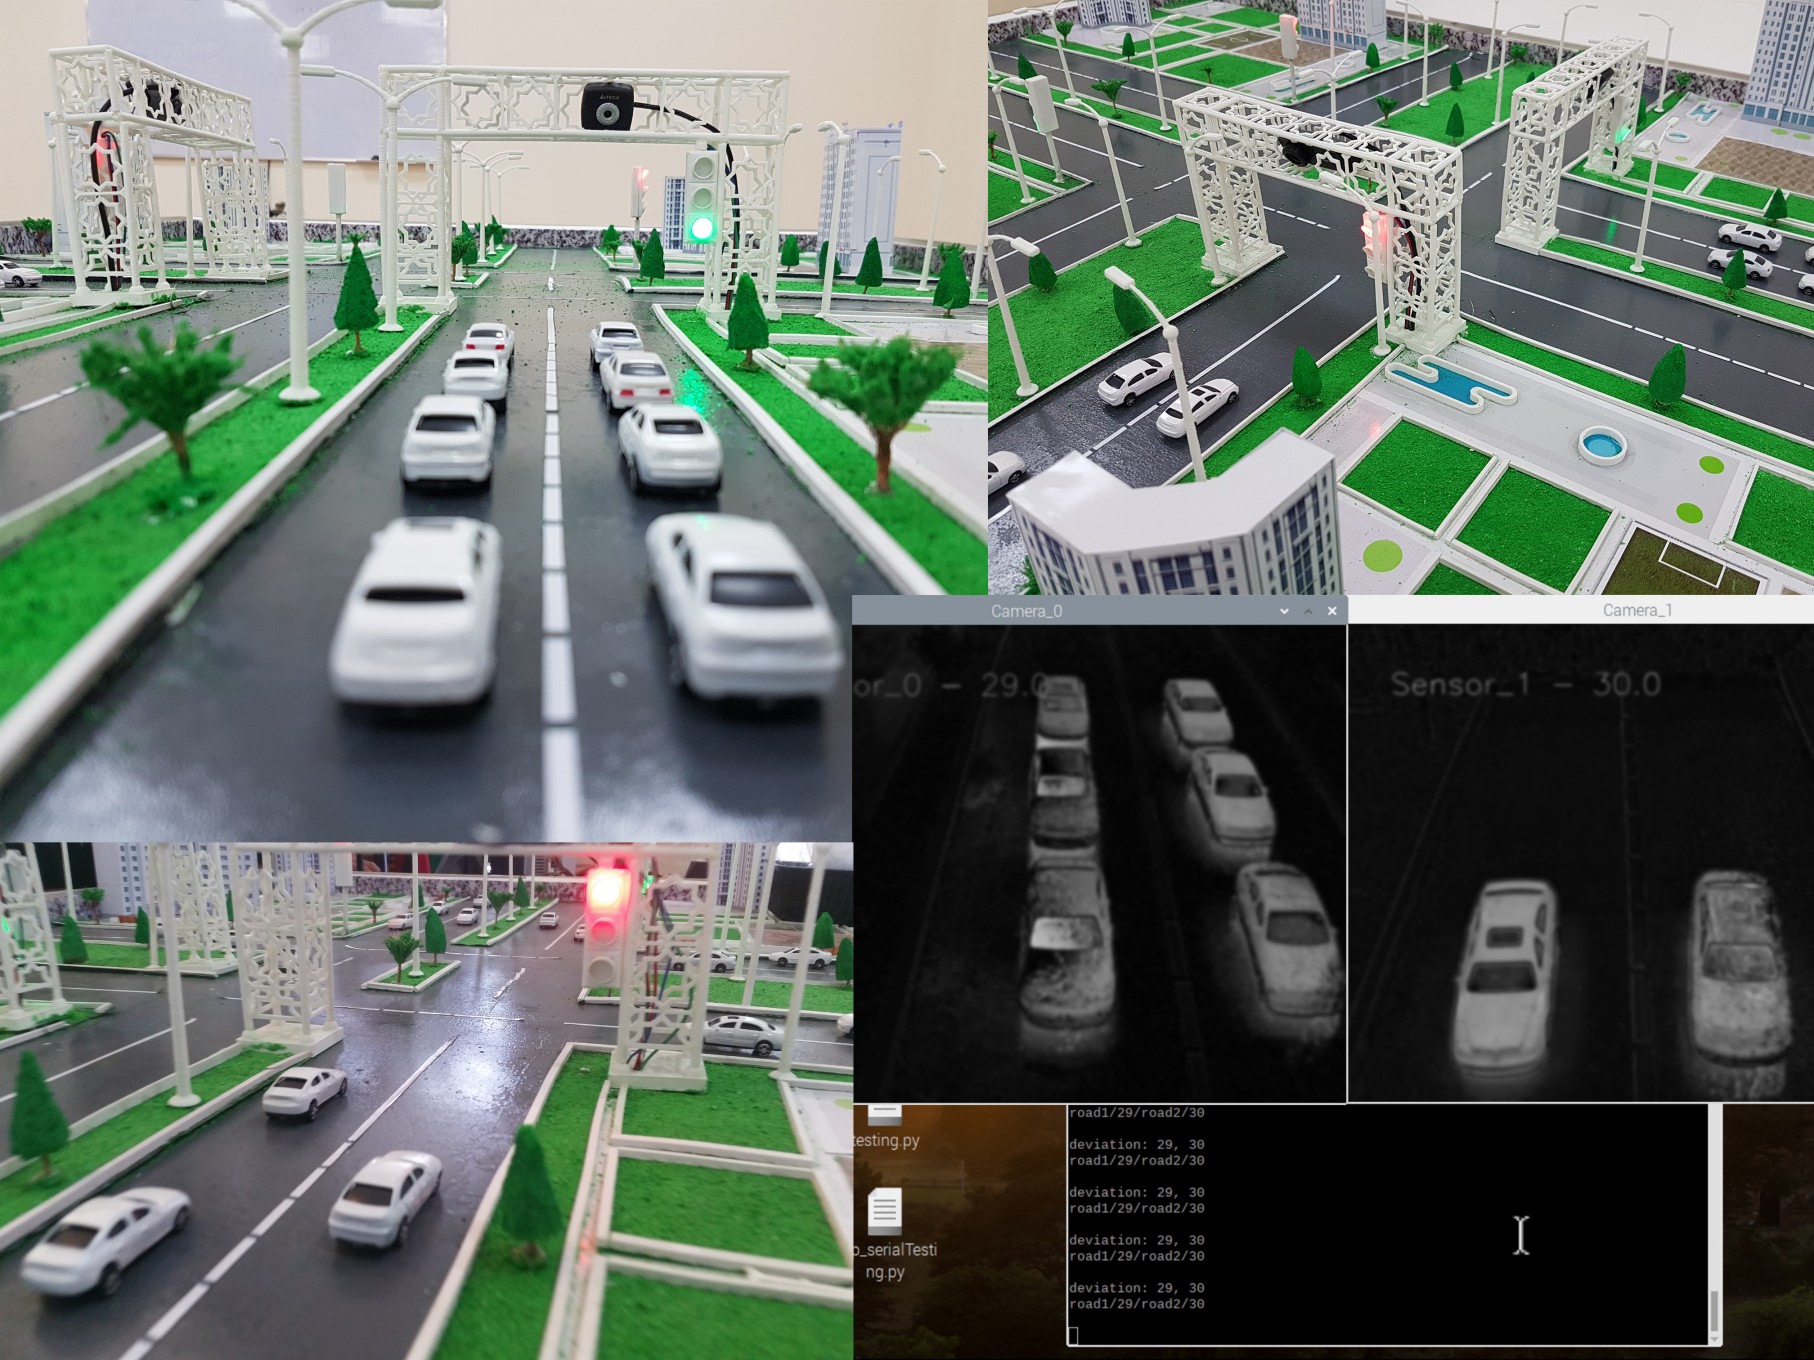 A4TECH
Camera_0
or_0 - 29.0
Camera_1
Sensor_1 - 30.0
testing.py
o_serialTesti
ng.py
road1/29/road2/30
deviation: 29, 30
road1/29/road2/30
deviation: 29, 30
road1/29/road2/30
deviation: 29, 30
road1/29/road2/30
deviation: 29, 30
road1/29/road2/30